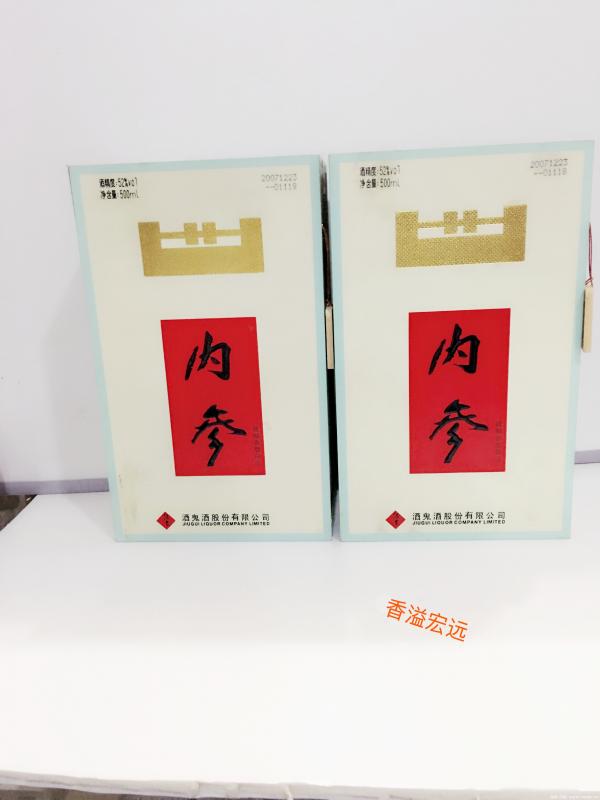 酒精度:52%vol
净含量:500ml
20071223
--01119
内参
酒鬼酒股份有限公司
JIUGUI LIQUOR COMPANY LIMITED
酒精度:52%vol
净含量:500ml
20071223
--01118
内参
酒鬼酒股份有限公司
JIUGUI LIQUOR COMPANY LIMITED
香溢宏远